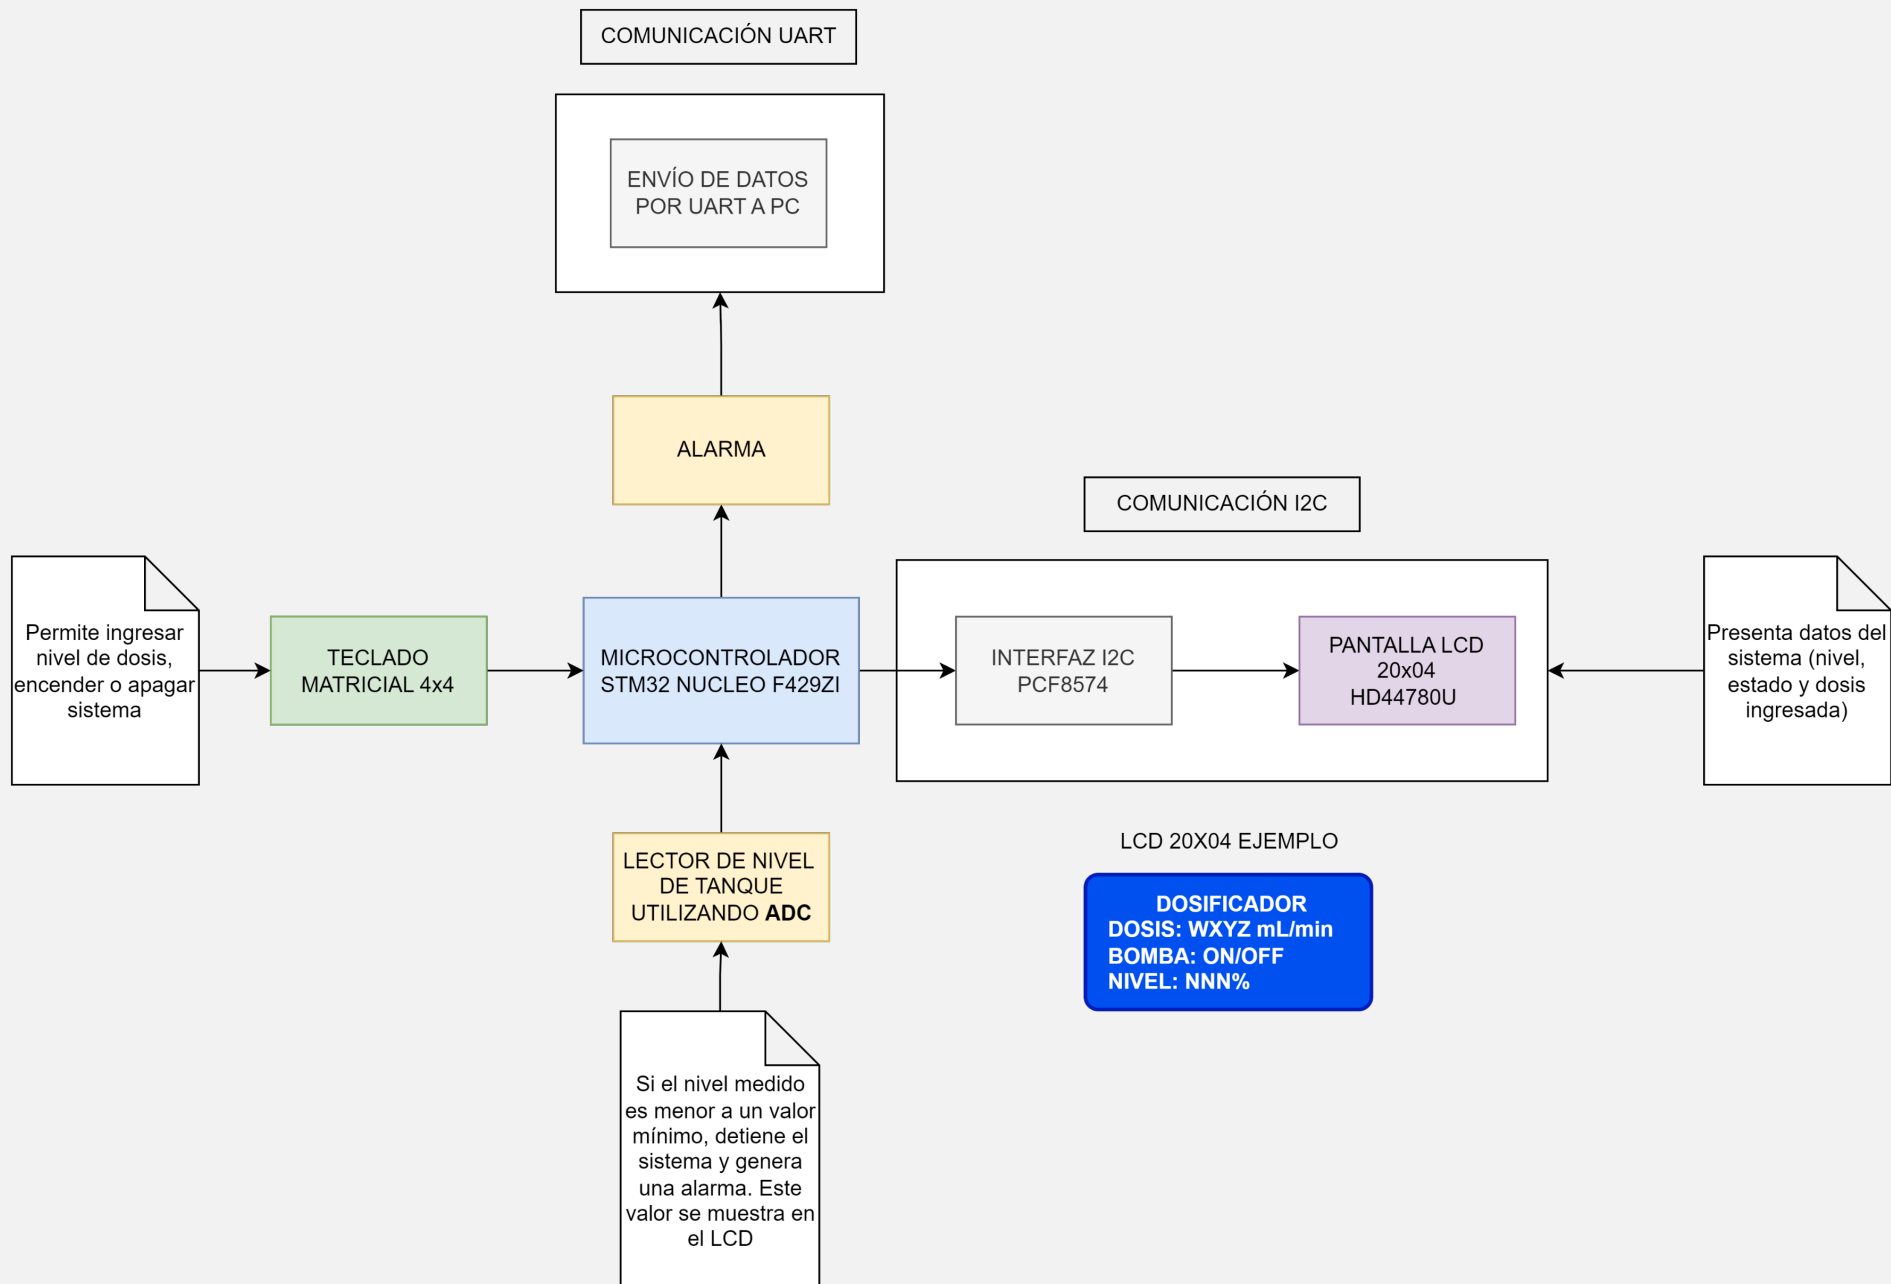 COMUNICACIÓN UART
ENVÍO DE DATOS
POR UART A PC
ALARMA
COMUNICACIÓN I2C
Permite ingresar
nivel de dosis,
encender o apagar
sistema
TECLADO
MATRICIAL 4x4
MICROCONTROLADOR
STM32 NUCLEO F429ZI
INTERFAZ I2C
PCF8574
PANTALLA LCD
20x04
HD44780U
Presenta datos del
sistema (nivel,
estado y dosis
ingresada)
LECTOR DE NIVEL
DE TANQUE
UTILIZANDO ADC
LCD 20X04 EJEMPLO
DOSIFICADOR
DOSIS: WXYZ mL/min
BOMBA: ON/OFF
NIVEL: NNN%
Si el nivel medido
es menor a un valor
mínimo, detiene el
sistema y genera
una alarma. Este
valor se muestra en
el LCD